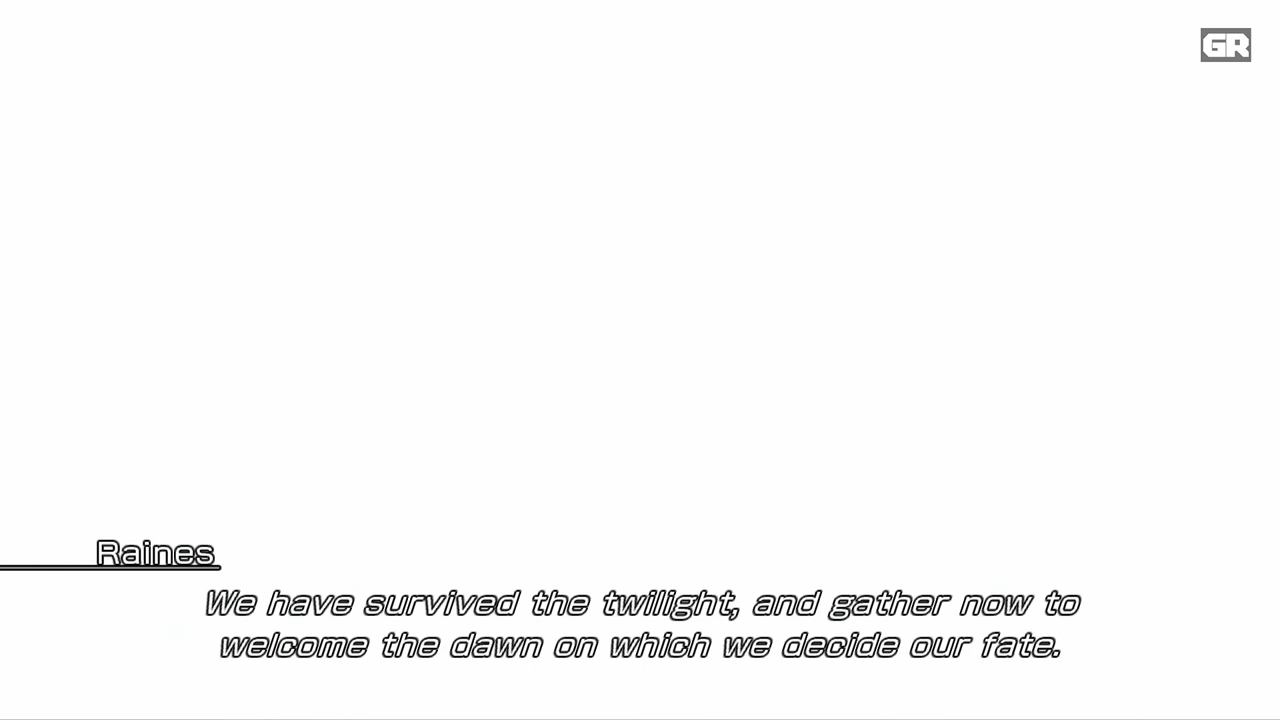 GR
Raines
We have survived the twilight, and gather now to
welcome the dawn on which we decide our fate.